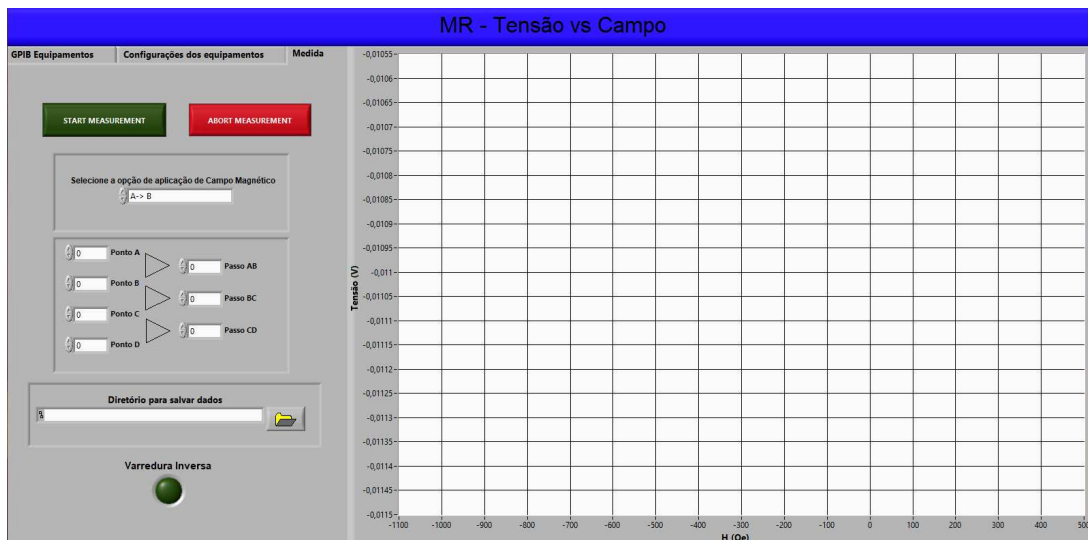 MR - Tensão vs Campo
GPIB Equipamentos
Configurações dos equipamentos
Medida
START MEASUREMENT
ABORT MEASUREMENT
Selecione a opção de aplicação de Campo Magnético
A-> B
0 Ponto A
0 Passo AB
0 Ponto B
0 Passo BC
0 Ponto C
0 Passo CD
0 Ponto D
Diretório para salvar dados
Varredura Inversa
Tensão (V)
-0,01055
-0,0106
-0,01065
-0,0107
-0,01075
-0,0108
-0,01085
-0,0109
-0,01095
-0,011
-0,01105
-0,0111
-0,01115
-0,0112
-0,01125
-0,0113
-0,01135
-0,0114
-0,01145
-0,0115
-1100 -1000 -900 -800 -700 -600 -500 -400 -300 -200 -100 0 100 200 300 400 500
H (Oe)